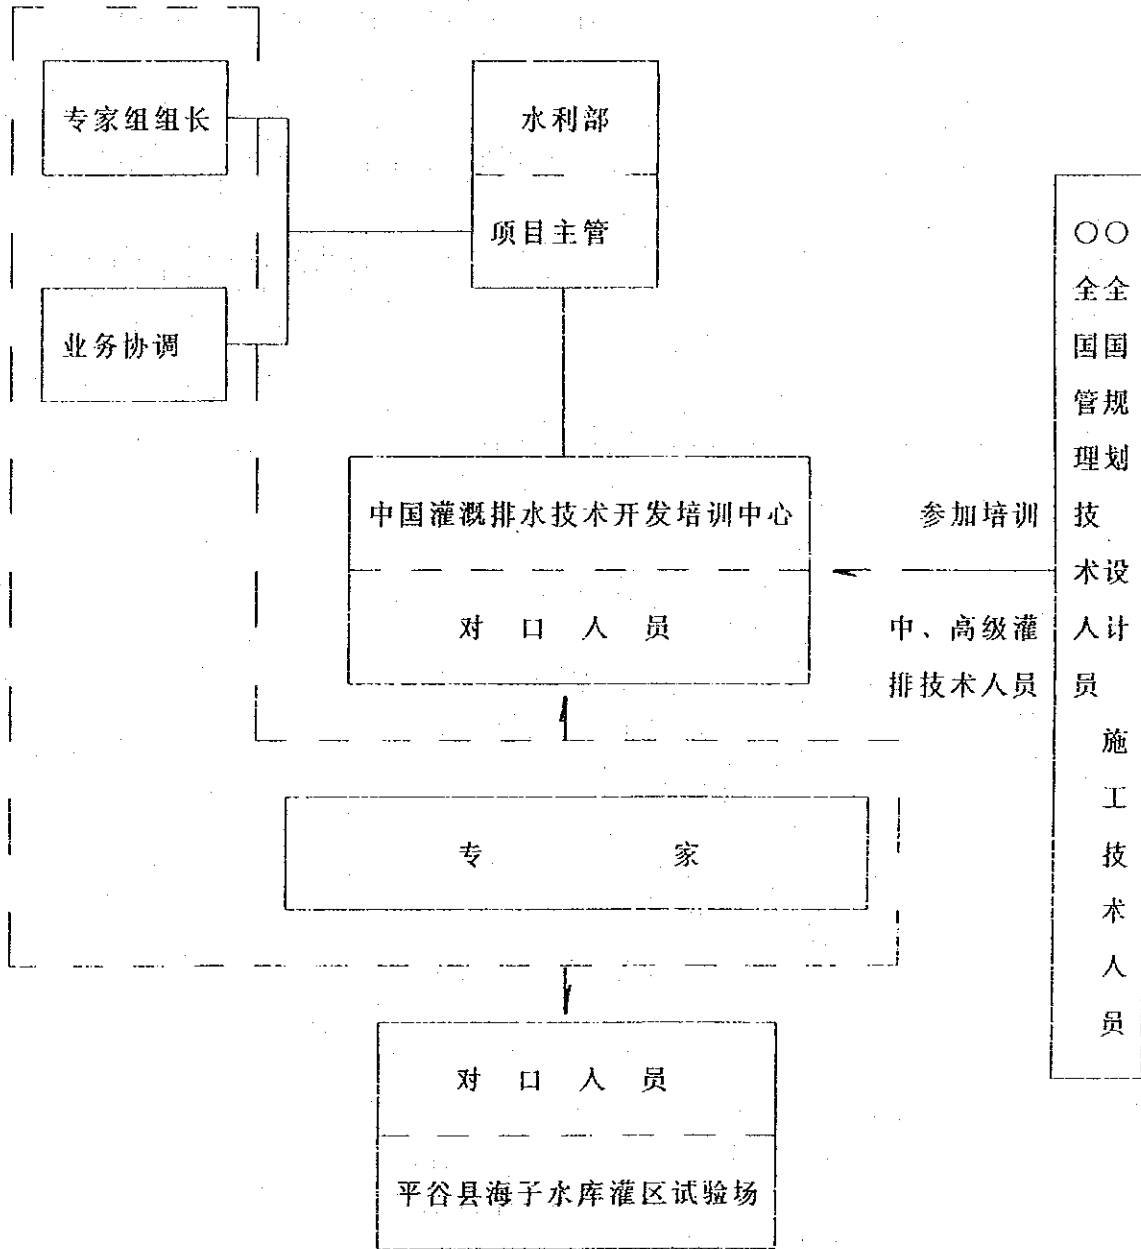 专家组组长
水利部
项目主管
业务协调
中国灌溉排水技术开发培训中心
对口人员
参加培训
中、高级灌
排技术人员
○全国规划设计施工技术人员
○全国管理技术人员
专家
对口人员
平谷县海子水库灌区试验场